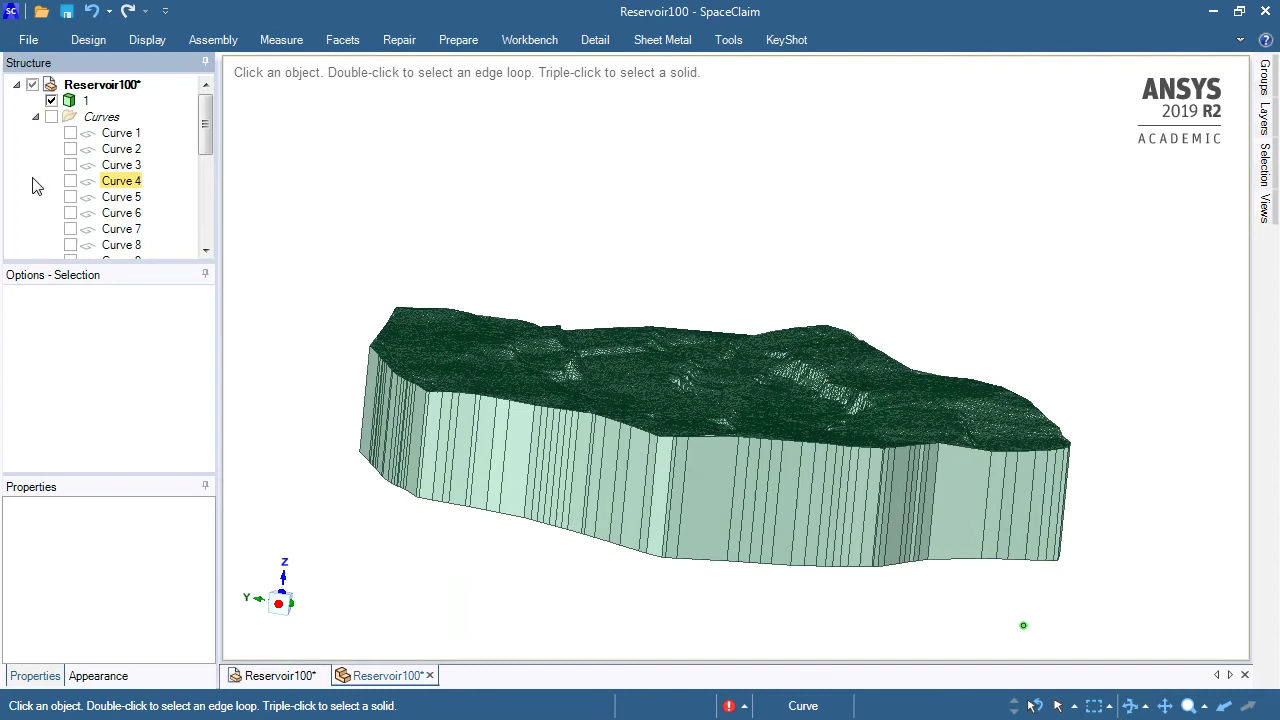 SC
Reservoir100 - SpaceClaim
File Design Display Assembly Measure Facets Repair Prepare Workbench Detail Sheet Metal Tools KeyShot
Structure
Reservoir100*
1
Curves
Curve 1
Curve 2
Curve 3
Curve 4
Curve 5
Curve 6
Curve 7
Curve 8
Options - Selection
Properties
Properties Appearance
Click an object. Double-click to select an edge loop. Triple-click to select a solid.
ANSYS
2019 R2
ACADEMIC
Z
Y
Groups Layers Selection Views
Reservoir100* Reservoir100*
Click an object. Double-click to select an edge loop. Triple-click to select a solid. Curve